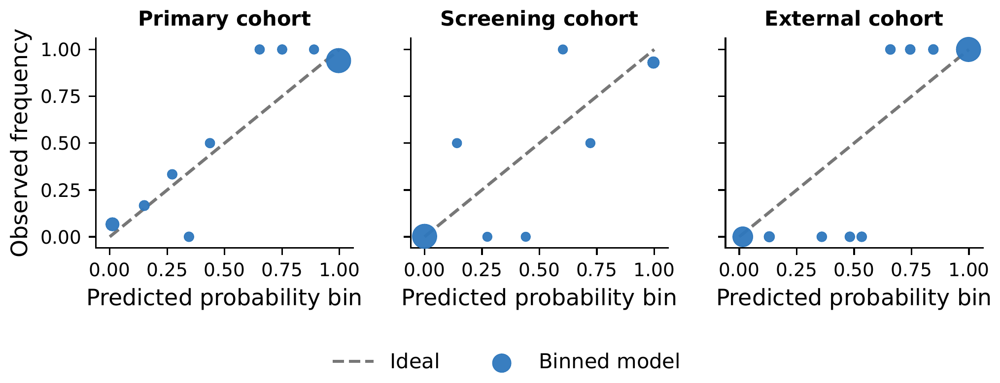 Primary cohort
Screening cohort
External cohort
Observed frequency
1.00
0.75
0.50
0.25
0.00
0.00 0.25 0.50 0.75 1.00
0.00 0.25 0.50 0.75 1.00
0.00 0.25 0.50 0.75 1.00
Predicted probability bin
Predicted probability bin
Predicted probability bin
Ideal
Binned model